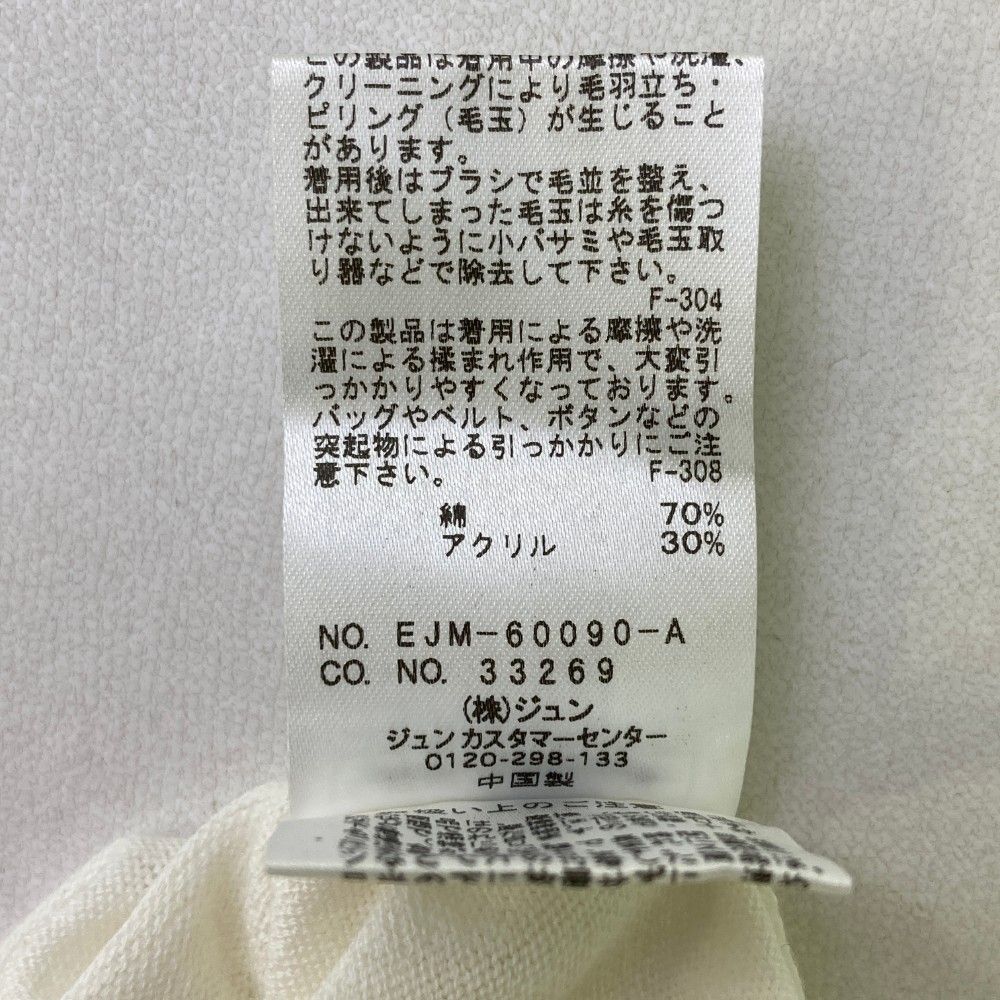 この製品は着用中の摩擦や洗濯、
クリーニングにより毛羽立ち・
ピリング（毛玉）が生じること
があります。
着用後はブラシで毛並を整え、
出来てしまった毛玉は糸を傷つ
けないように小バサミや毛玉取
り器などで除去して下さい。
F-304
この製品は着用による摩擦や洗
濯による揉まれ作用で、大変引
っかかりやすくなっております。
バッグやベルト、ボタンなどの
突起物による引っかかりにご注
意下さい。 F-308
綿 70%
アクリル 30%
NO. EJM-60090-A
CO. NO. 33269
(株)ジュン
ジュン カスタマーセンター
0120-298-133
中国製
扱い上のご注意